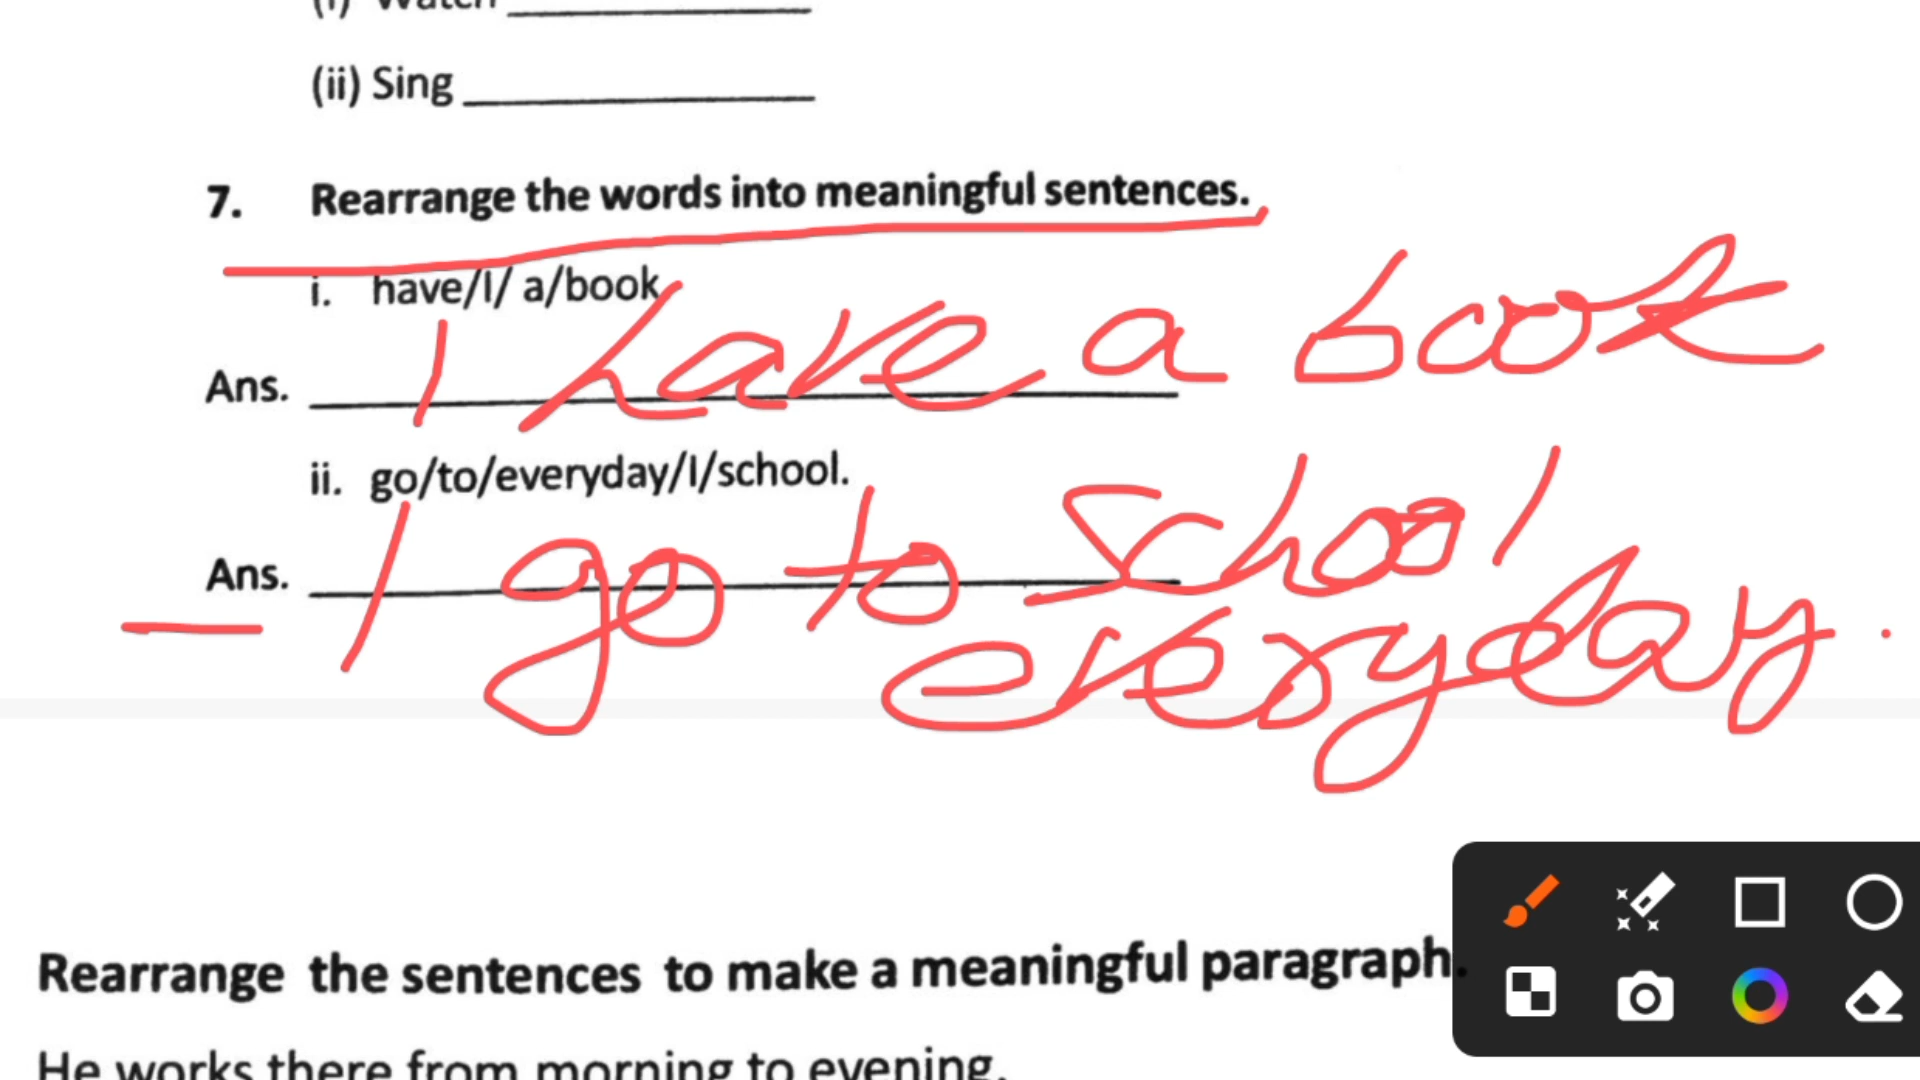 (i) Watch
(ii) Sing
7. Rearrange the words into meaningful sentences.
i. have/I/ a/book
I have a book
Ans.
ii. go/to/everyday/I/school.
Ans. I go to school
everyday.
Rearrange the sentences to make a meaningful paragraph.
He works there from morning to evening.